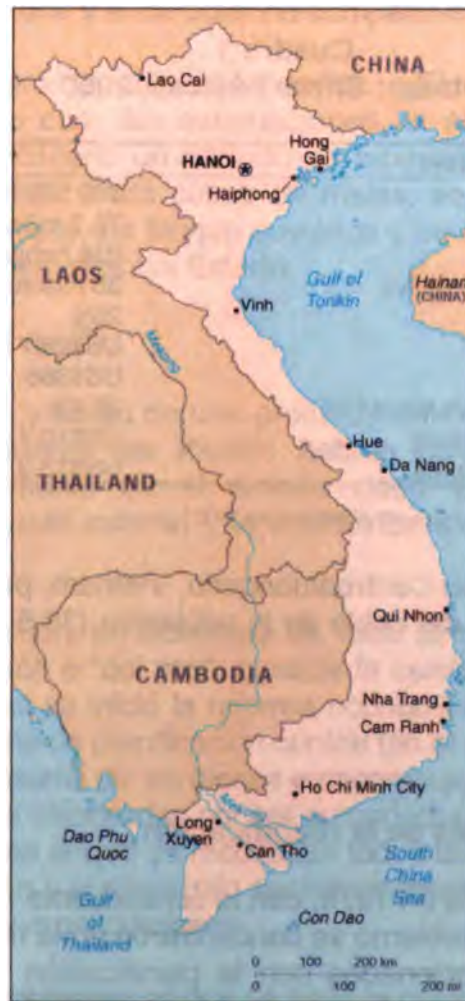 CHINA
Lao Cai
Hong
Gai
HANOI
Haiphong
LAOS
Gulf of
Tonkin
Hainan
(CHINA)
Vinh
Mekong
Hue
Da Nang
THAILAND
Qui Nhon
CAMBODIA
Nha Trang
Cam Ranh
Ho Chi Minh City
Mekong
Long
Xuyen
Dao Phu
Quoc
Can Tho
South
China
Sea
Gulf
of
Thailand
Con Dao
0 100 200 km
0 100 200 mi